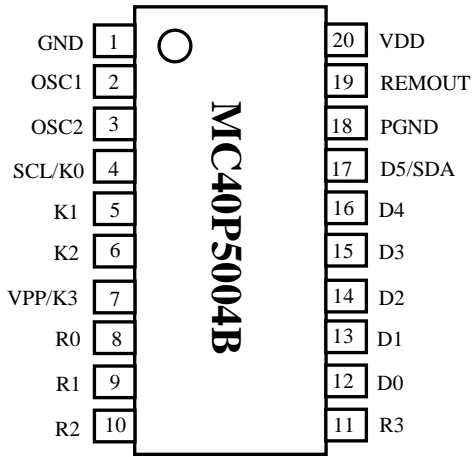 GND 1 20 VDD
OSC1 2 19 REMOUT
OSC2 3 18 PGND
SCL/K0 4 17 D5/SDA
K1 5 16 D4
K2 6 15 D3
VPP/K3 7 14 D2
R0 8 13 D1
R1 9 12 D0
R2 10 11 R3
MC40P5004B